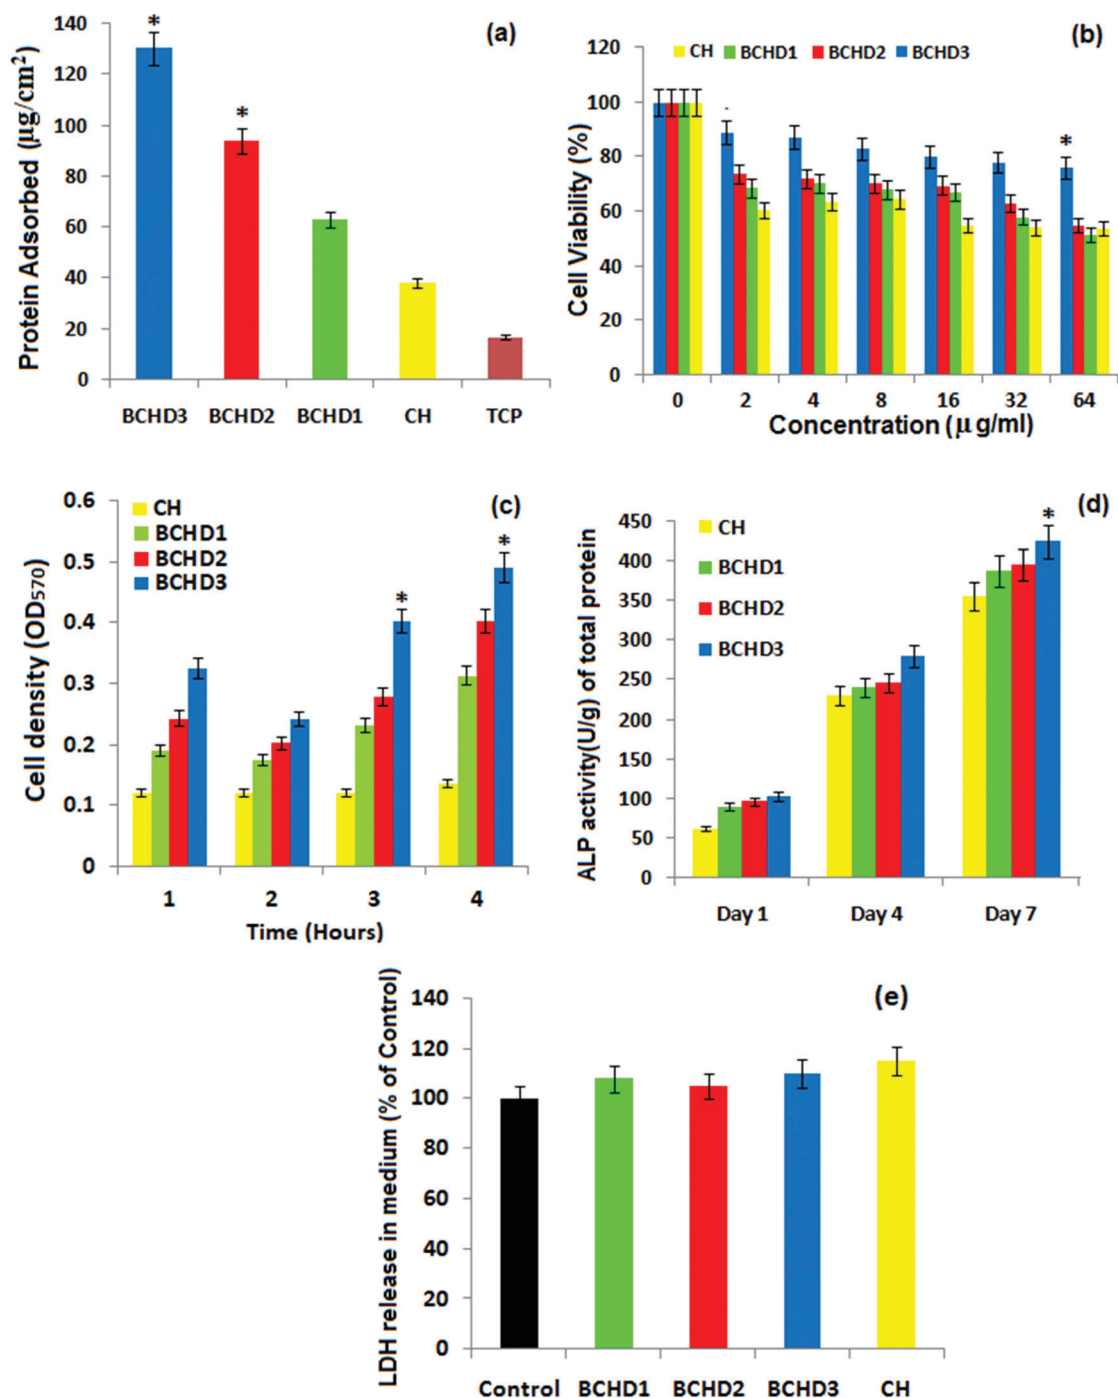 (a)
Protein Adsorbed (μg/cm²)
140
120
100
80
60
40
20
0
*
*
BCHD3 BCHD2 BCHD1 CH TCP
(b)
CH BCHD1 BCHD2 BCHD3
Cell Viability (%)
120
100
80
60
40
20
0
*
0 2 4 8 16 32 64
Concentration (μ g/ml)
(c)
CH
BCHD1
BCHD2
BCHD3
Cell density (OD570)
0.6
0.5
0.4
0.3
0.2
0.1
0
*
*
1 2 3 4
Time (Hours)
(d)
CH
BCHD1
BCHD2
BCHD3
ALP activity(U/g) of total protein
450
400
350
300
250
200
150
100
50
0
*
Day 1 Day 4 Day 7
(e)
LDH release in medium (% of Control)
140
120
100
80
60
40
20
0
Control BCHD1 BCHD2 BCHD3 CH